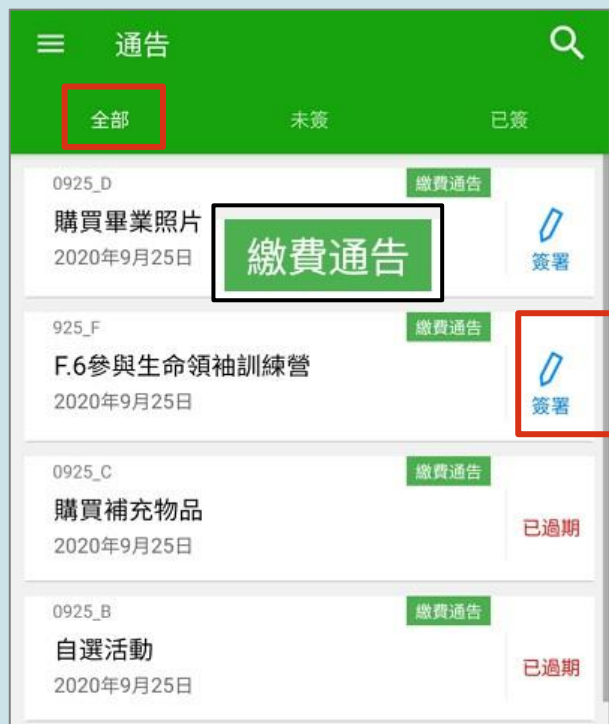 通告
全部 未簽 已簽
0925_D 繳費通告
購買畢業照片
2020年9月25日
繳費通告
簽署
925_F 繳費通告
F.6參與生命領袖訓練營
2020年9月25日
簽署
0925_C 繳費通告
購買補充物品
2020年9月25日
已過期
0925_B 繳費通告
自選活動
2020年9月25日
已過期